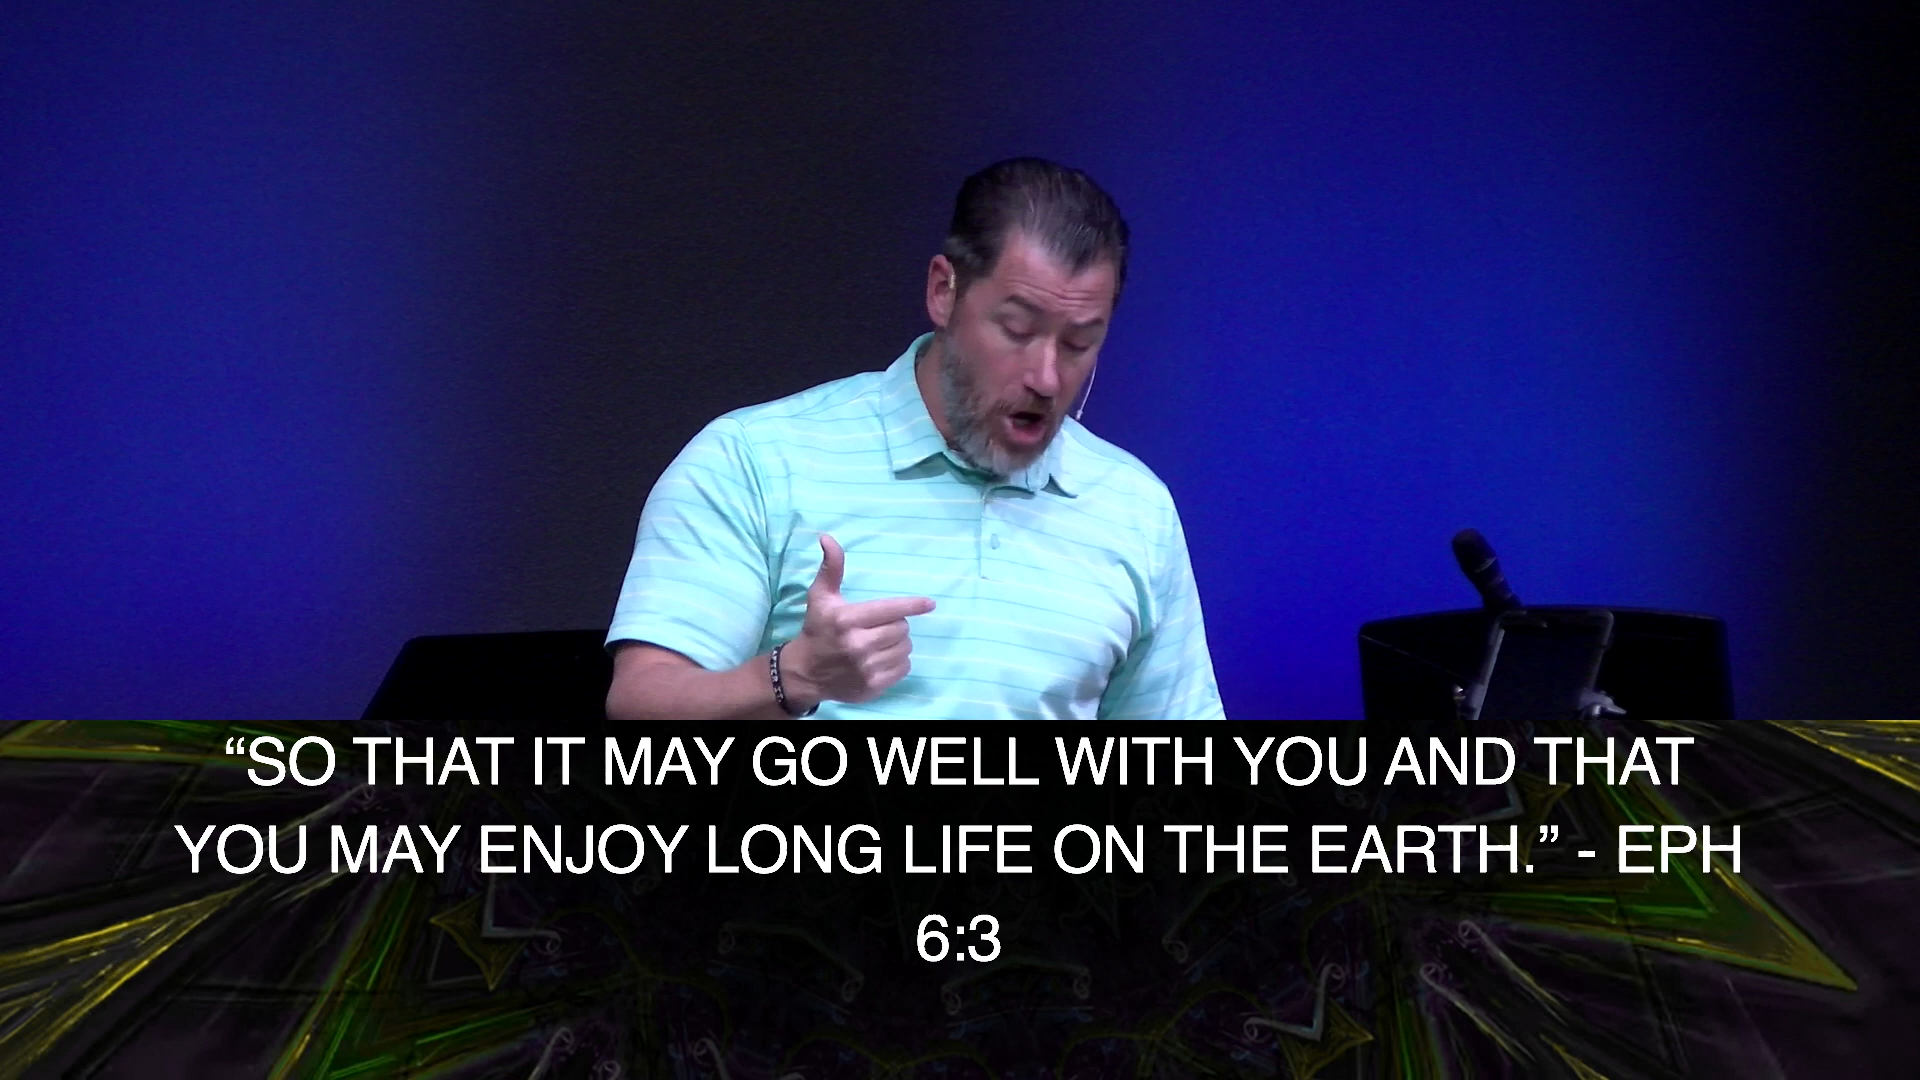 “SO THAT IT MAY GO WELL WITH YOU AND THAT
YOU MAY ENJOY LONG LIFE ON THE EARTH.” - EPH
6:3